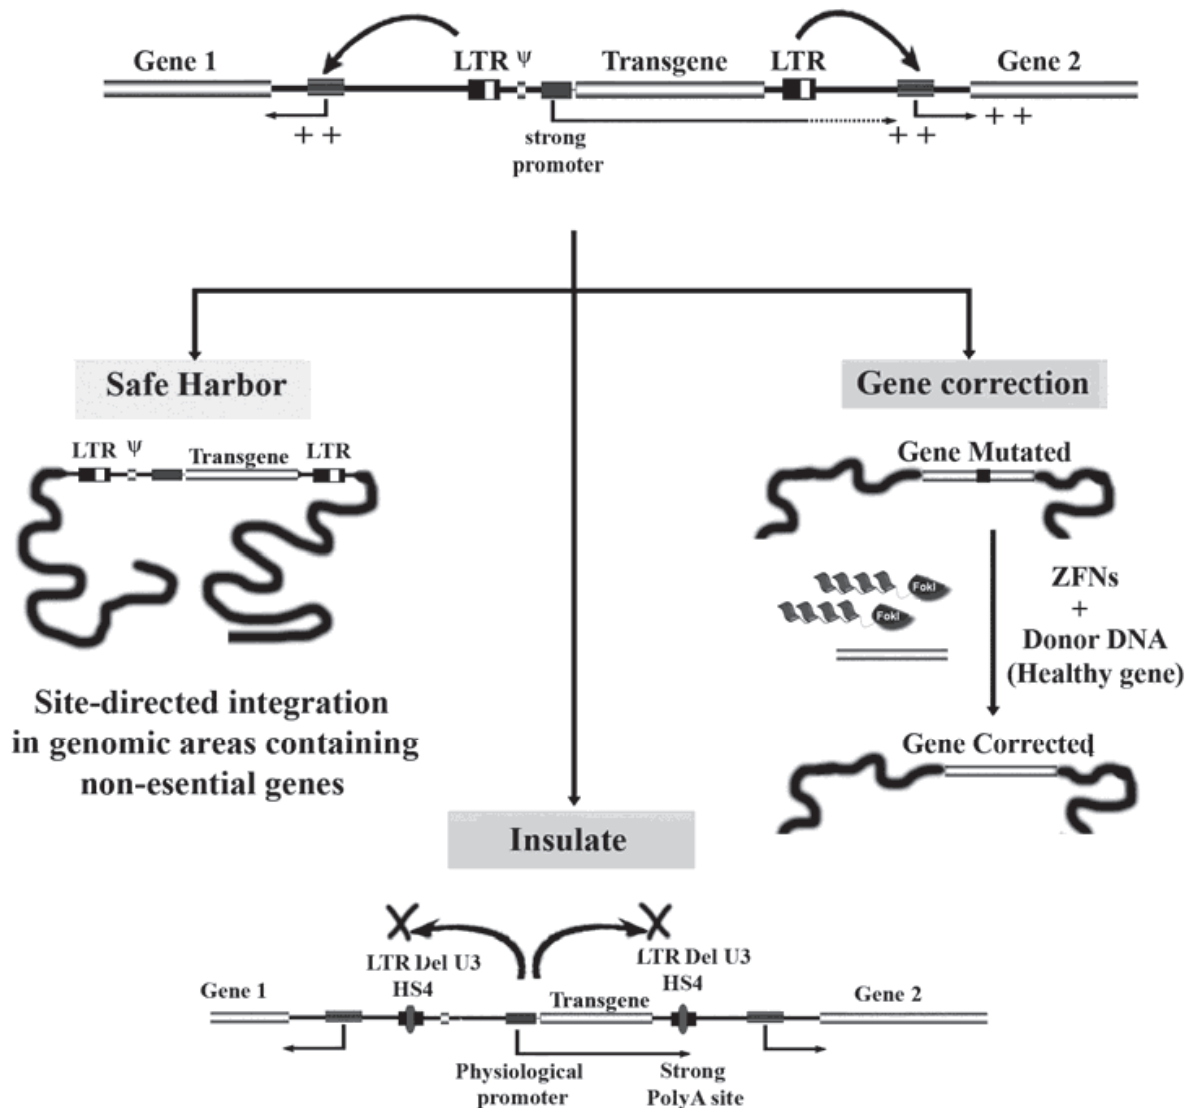 Gene 1
LTR Ψ
Transgene
LTR
Gene 2
+ +
strong
promoter
+ +
+ +
Safe Harbor
Gene correction
LTR Ψ
Transgene
LTR
Site-directed integration
in genomic areas containing
non-esential genes
Gene Mutated
FokI
FokI
ZFNs
+
Donor DNA
(Healthy gene)
Gene Corrected
Insulate
LTR Del U3
HS4
LTR Del U3
HS4
Gene 1
Transgene
Gene 2
Physiological
promoter
Strong
PolyA site